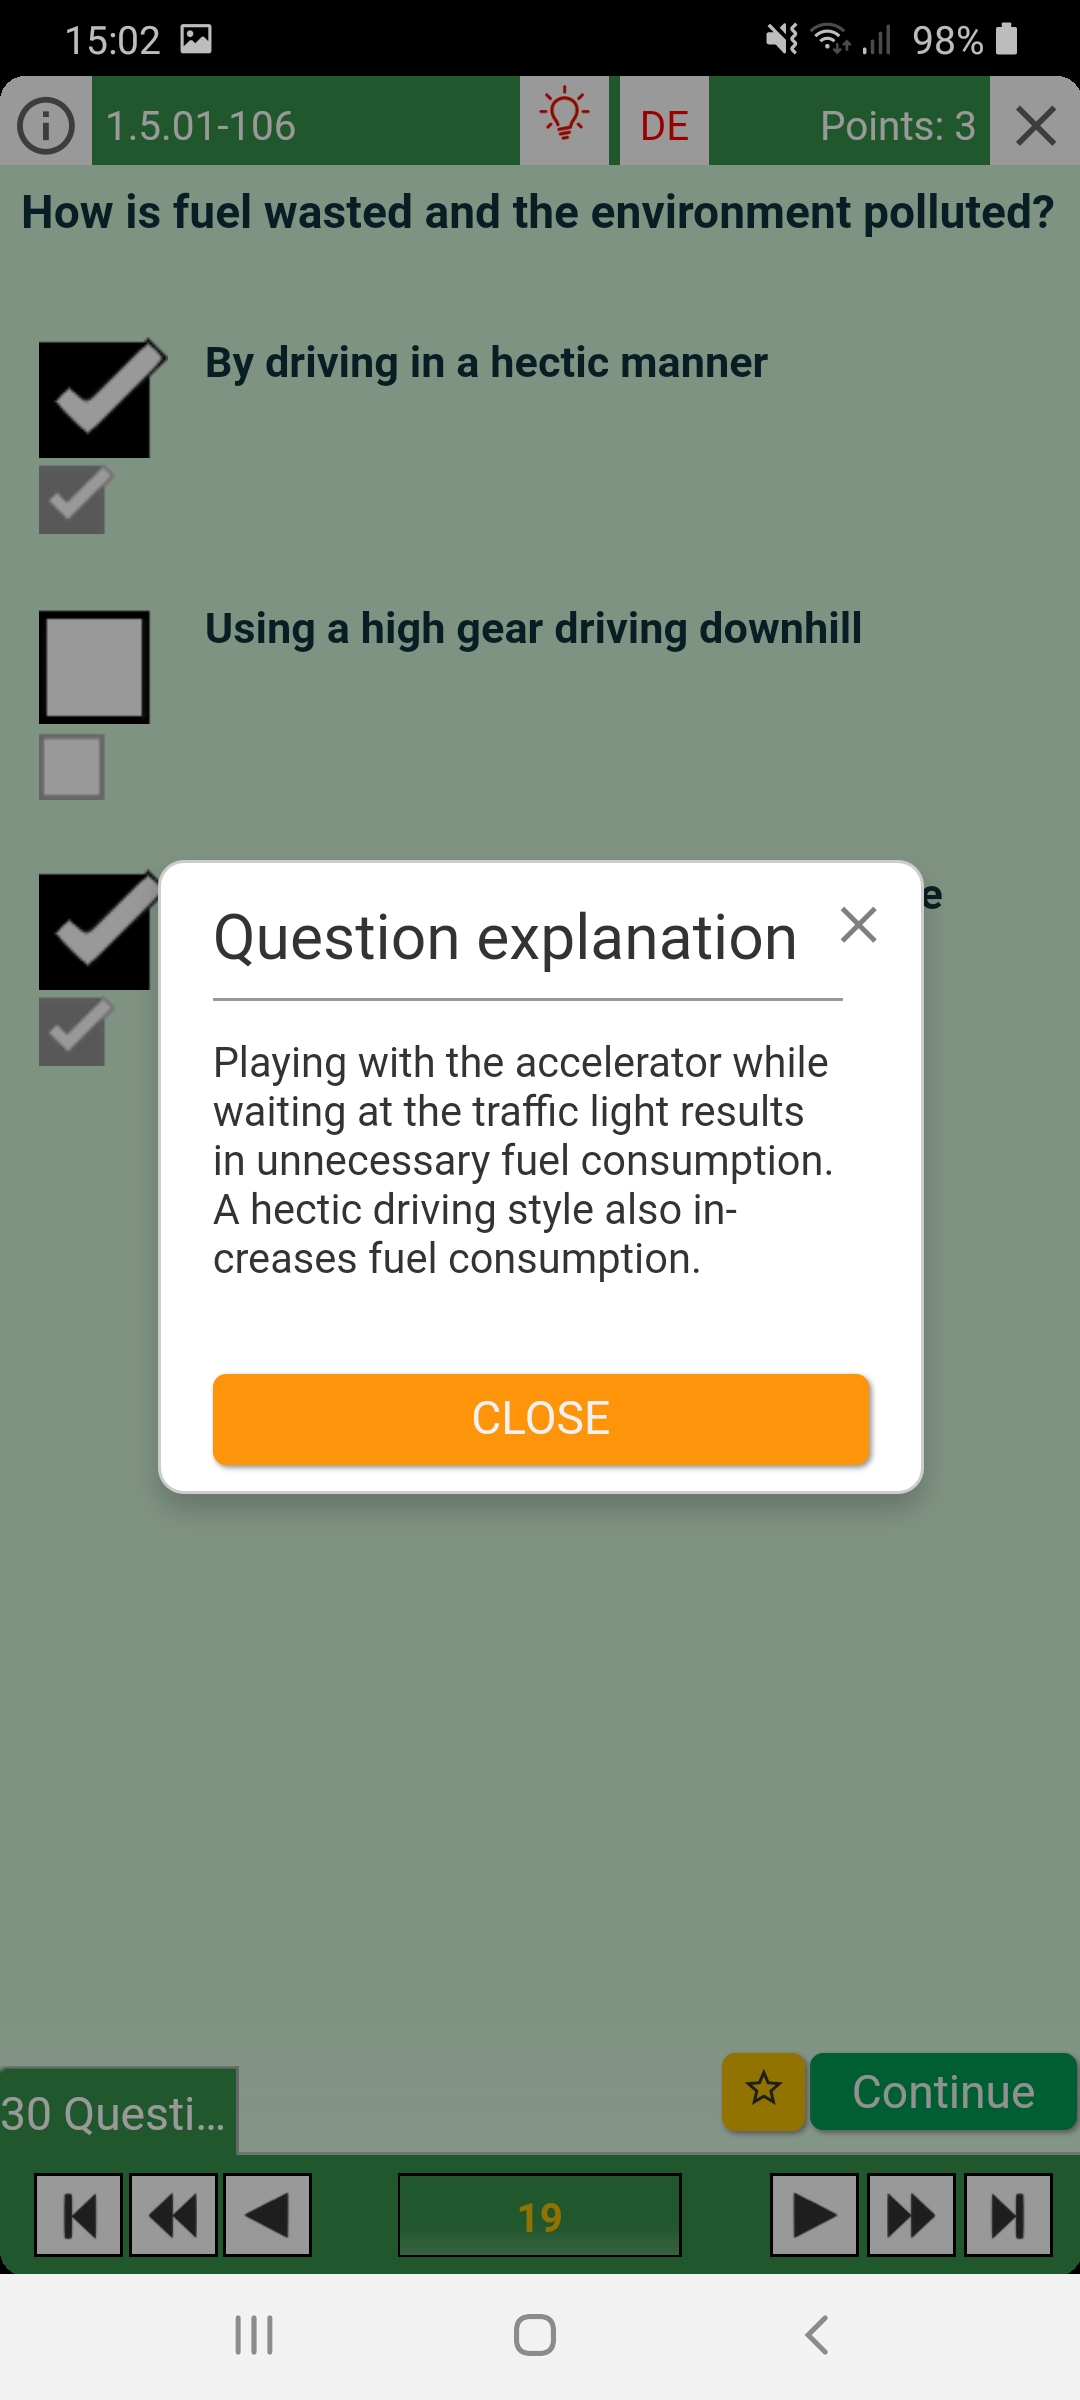 15:02
98%
1.5.01-106
DE
Points: 3
How is fuel wasted and the environment polluted?
By driving in a hectic manner
Using a high gear driving downhill
Question explanation
Playing with the accelerator while
waiting at the traffic light results
in unnecessary fuel consumption.
A hectic driving style also in-
creases fuel consumption.
CLOSE
30 Questi...
Continue
19